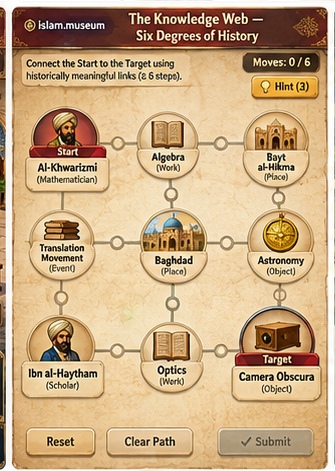 islam.museum
The Knowledge Web —
Six Degrees of History
Connect the Start to the Target using
historically meaningful links (≥ 6 steps).
Moves: 0 / 6
Hint (3)
Start
Al-Khwarizmi
(Mathematician)
Algebra
(Work)
Bayt
al-Hikma
(Place)
Translation
Movement
(Event)
Baghdad
(Place)
Astronomy
(Object)
Ibn al-Haytham
(Scholar)
Optics
(Work)
Target
Camera Obscura
(Object)
Reset
Clear Path
✓ Submit